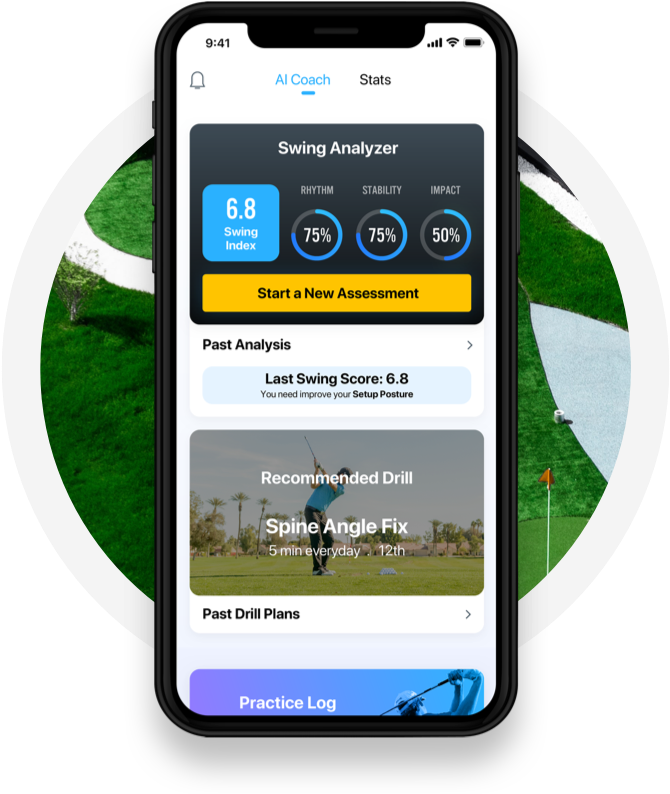 9:41
AI Coach Stats
Swing Analyzer
RHYTHM STABILITY IMPACT
6.8
Swing
Index
75% 75% 50%
Start a New Assessment
Past Analysis
Last Swing Score: 6.8
You need improve your Setup Posture
Recommended Drill
Spine Angle Fix
5 min everyday . 12th
Past Drill Plans
Practice Log